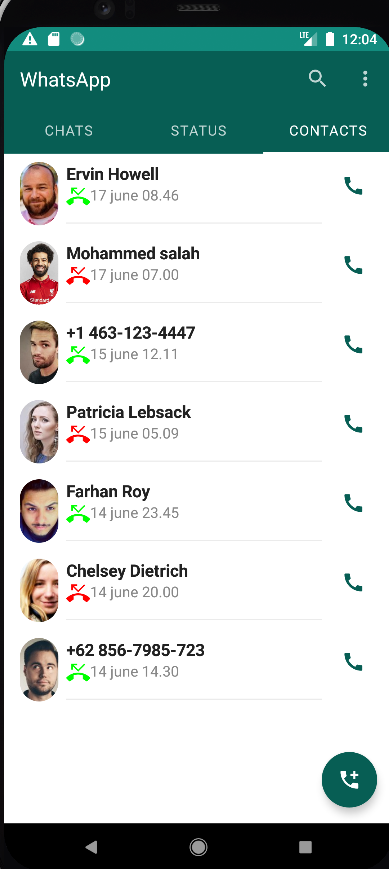 LTE 12:04
WhatsApp
CHATS STATUS CONTACTS
Ervin Howell
17 june 08.46
Mohammed salah
17 june 07.00
+1 463-123-4447
15 june 12.11
Patricia Lebsack
15 june 05.09
Farhan Roy
14 june 23.45
Chelsey Dietrich
14 june 20.00
+62 856-7985-723
14 june 14.30
Standard